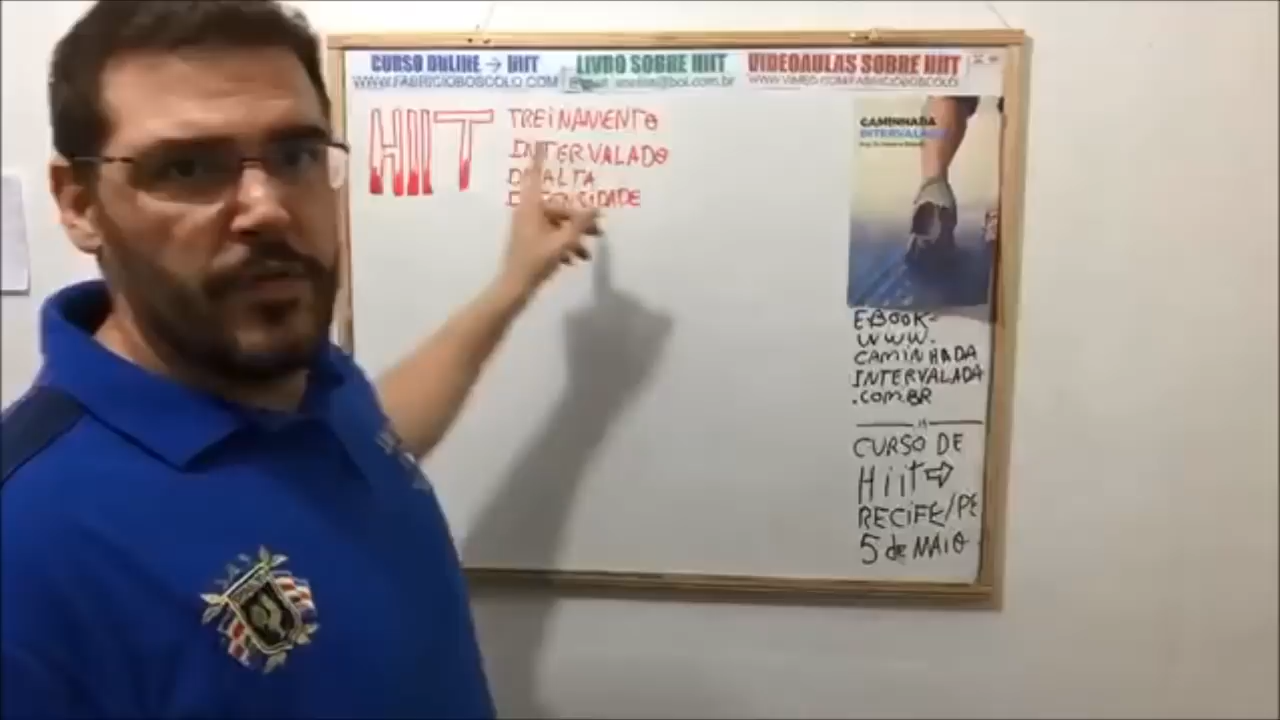 CURSO ONLINE → HIIT
WWW.FABRICIOBOSCOLO.COM
LIVRO SOBRE HIIT
@bol.com.br
VIDEOAULAS SOBRE HIIT
WWW.VIMEO.COM/FABRICIOBOSCOLO
HIIT
TREINAMENTO
INTERVALADO
DE ALTA
INTENSIDADE
CAMINHADA
INTERVALADA
EBOOK-
WWW.
CAMINHADA
INTERVALADA
.COM.BR
CURSO DE
HiiT ⇨
RECIFE/PE
5 de MAIO